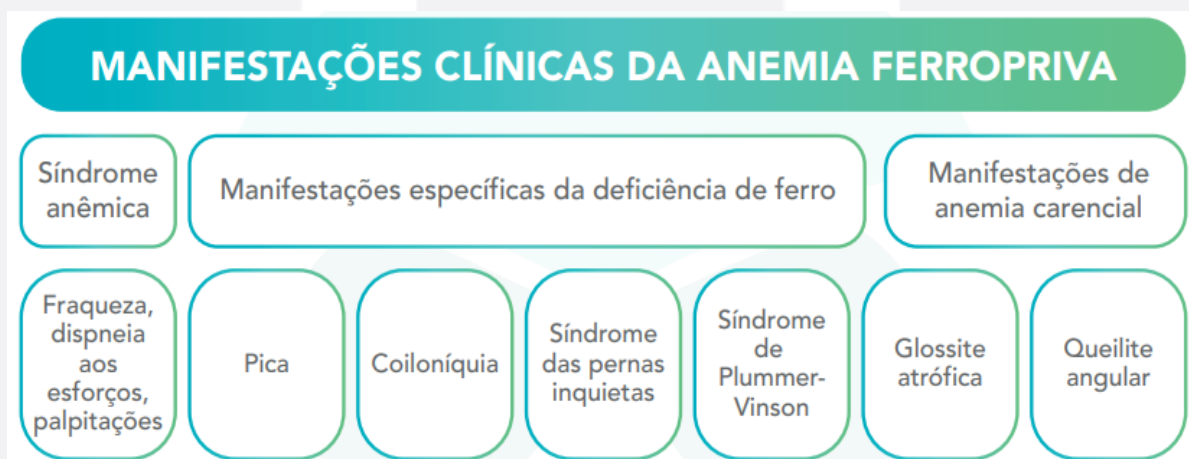 MANIFESTAÇÕES CLÍNICAS DA ANEMIA FERROPRIVA
Síndrome
anêmica
Manifestações específicas da deficiência de ferro
Manifestações de
anemia carencial
Fraqueza,
dispneia
aos
esforços,
palpitações
Pica
Coiloníquia
Síndrome
das pernas
inquietas
Síndrome
de
Plummer-
Vinson
Glossite
atrófica
Queilite
angular